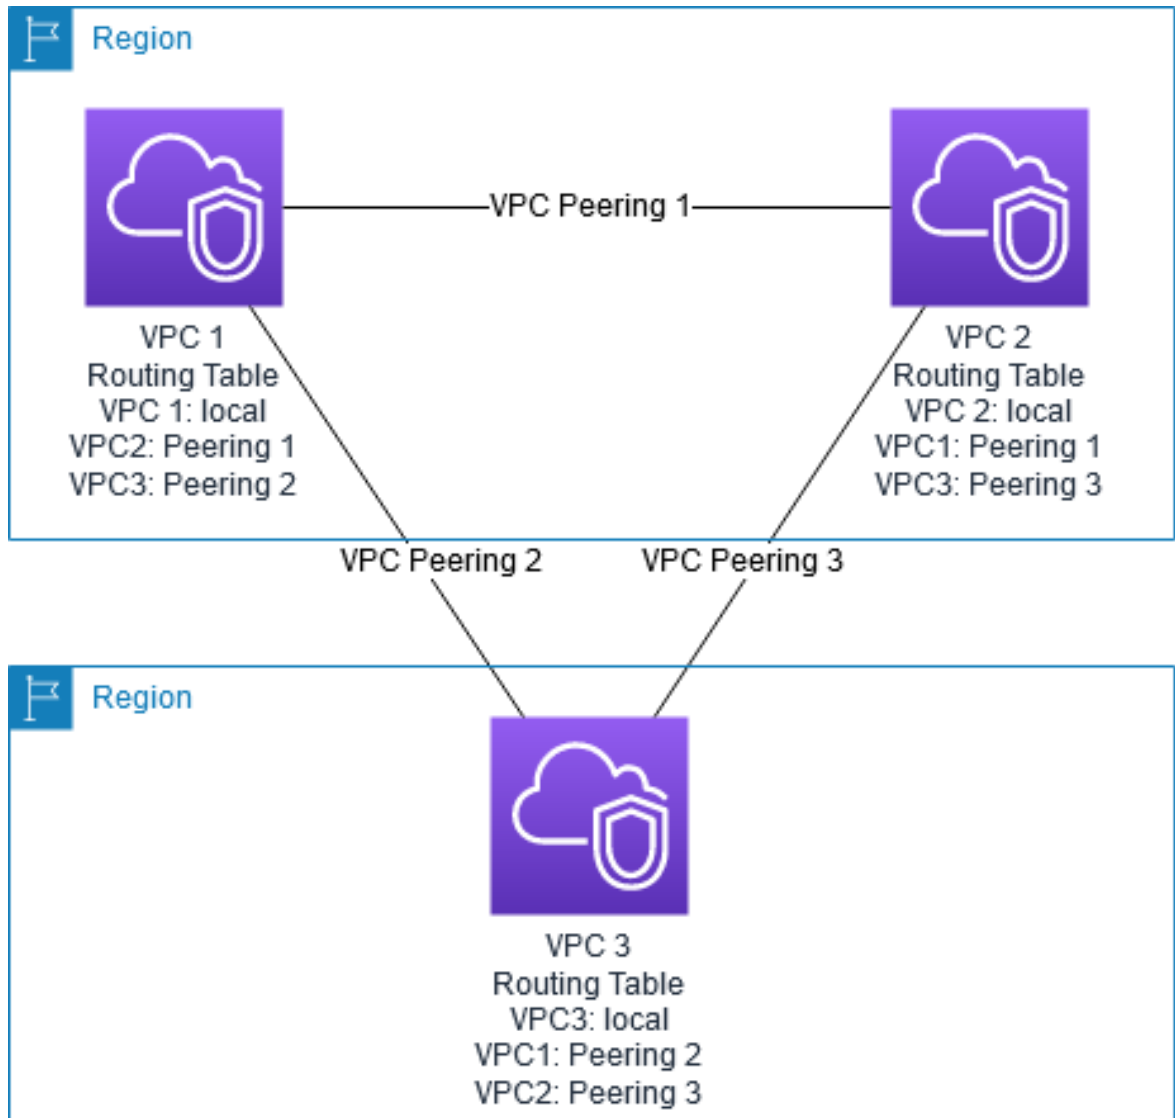 Region
VPC Peering 1
VPC 1
Routing Table
VPC 1: local
VPC2: Peering 1
VPC3: Peering 2
VPC 2
Routing Table
VPC 2: local
VPC1: Peering 1
VPC3: Peering 3
VPC Peering 2
VPC Peering 3
Region
VPC 3
Routing Table
VPC3: local
VPC1: Peering 2
VPC2: Peering 3